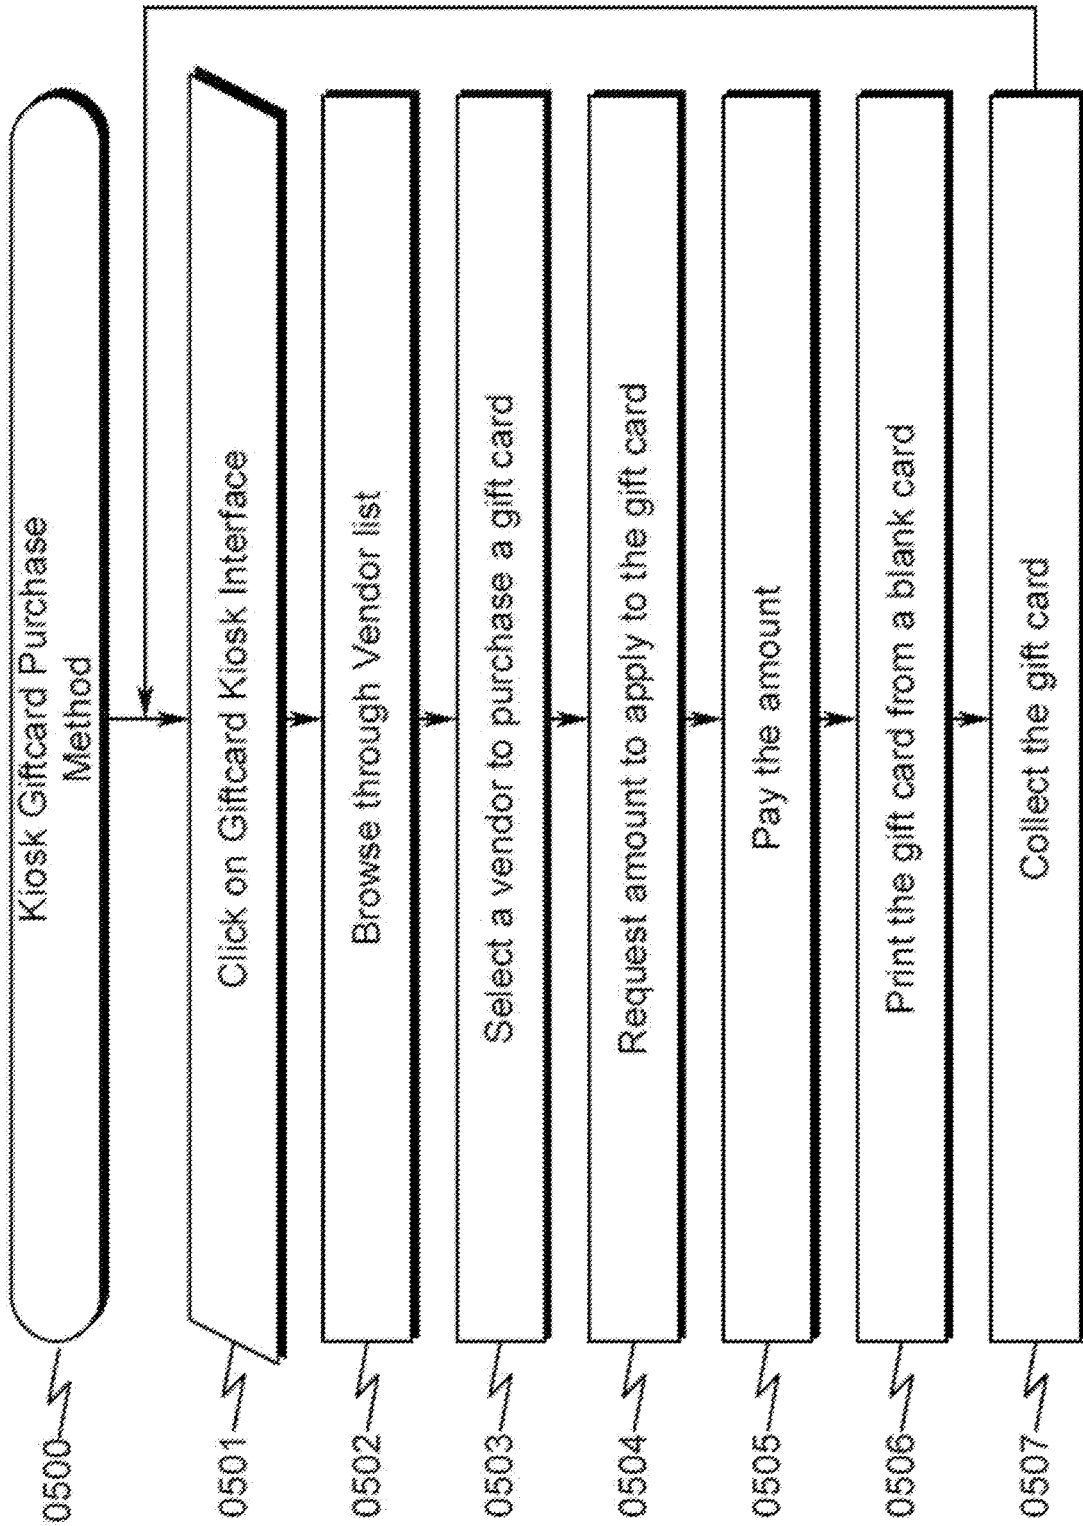 Kiosk Giftcard Purchase
Method
0500
Click on Giftcard Kiosk Interface
0501
Browse through Vendor list
0502
Select a vendor to purchase a gift card
0503
Request amount to apply to the gift card
0504
Pay the amount
0505
Print the gift card from a blank card
0506
Collect the gift card
0507